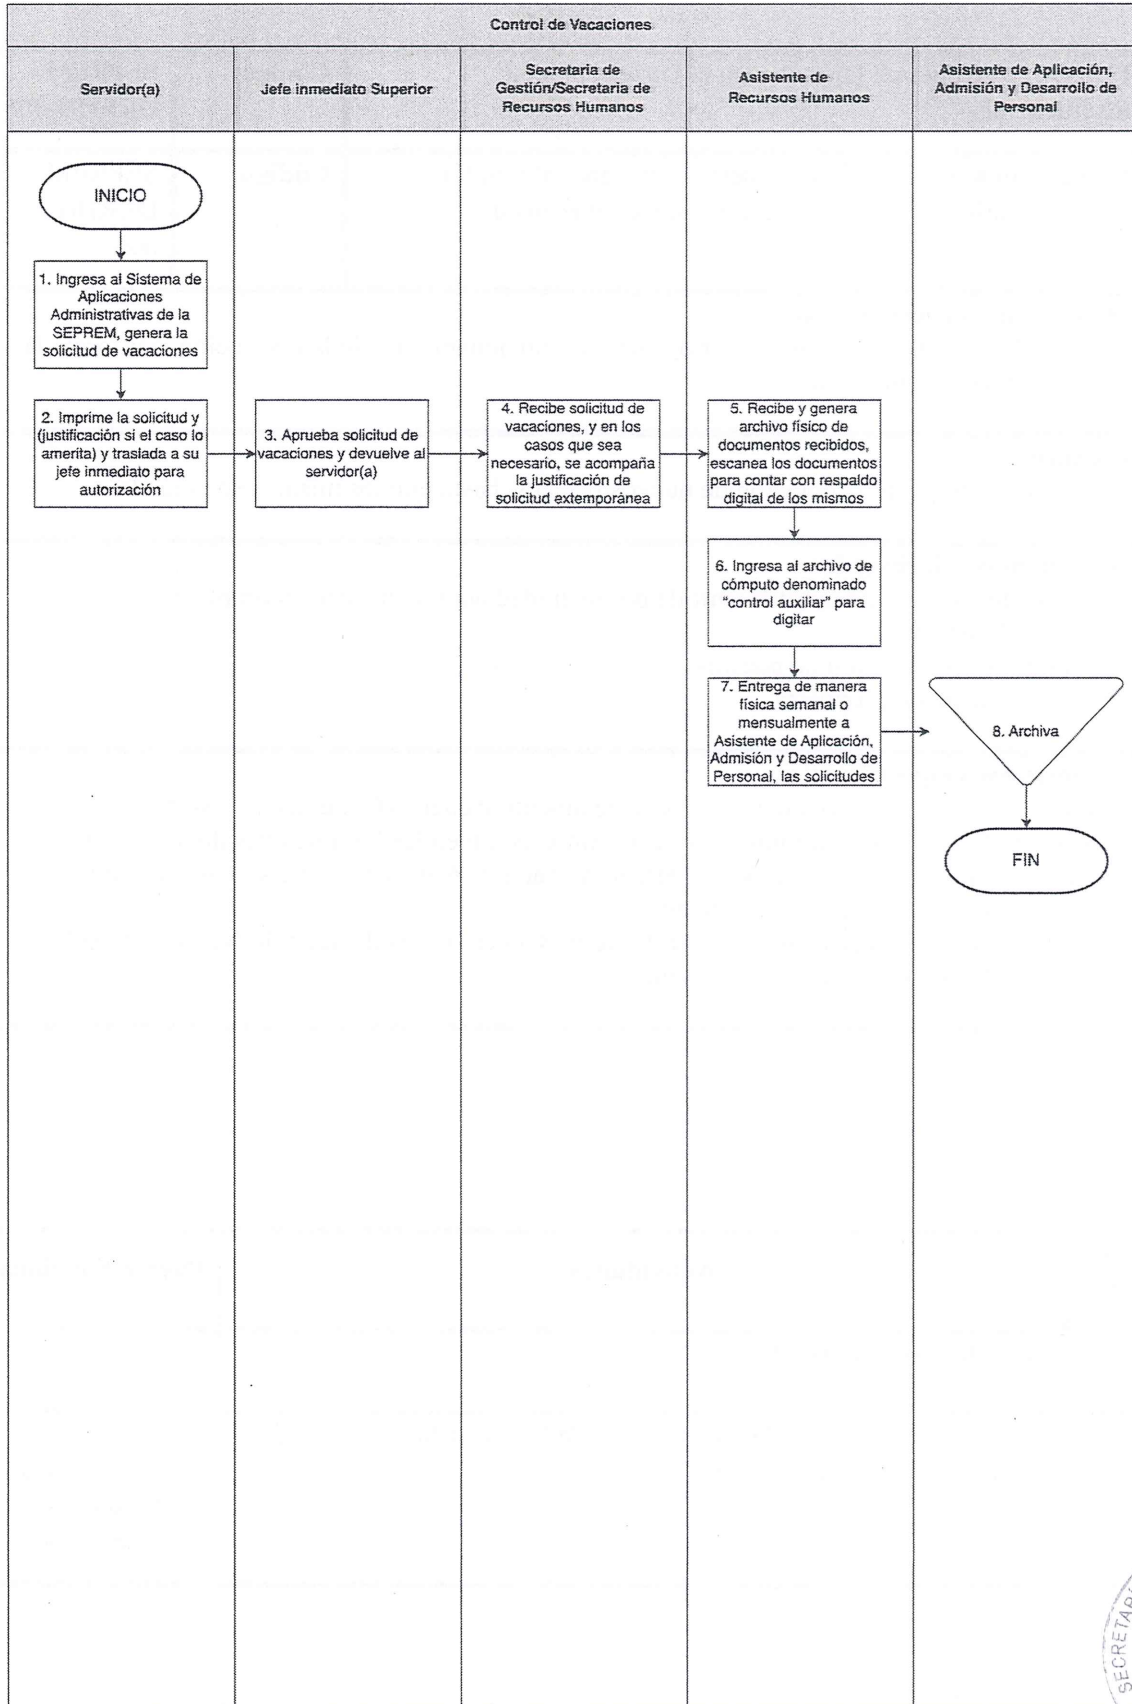 Control de Vacaciones
Servidor(a)
Jefe inmediato Superior
Secretaria de
Gestión/Secretaria de
Recursos Humanos
Asistente de
Recursos Humanos
Asistente de Aplicación,
Admisión y Desarrollo de
Personal
INICIO
1. Ingresa al Sistema de
Aplicaciones
Administrativas de la
SEPREM, genera la
solicitud de vacaciones
2. Imprime la solicitud y
(justificación si el caso lo
amerita) y traslada a su
jefe inmediato para
autorización
3. Aprueba solicitud de
vacaciones y devuelve al
servidor(a)
4. Recibe solicitud de
vacaciones, y en los
casos que sea
necesario, se acompaña
la justificación de
solicitud extemporánea
5. Recibe y genera
archivo físico de
documentos recibidos,
escanea los documentos
para contar con respaldo
digital de los mismos
6. Ingresa al archivo de
cómputo denominado
"control auxiliar" para
digitar
7. Entrega de manera
física semanal o
mensualmente a
Asistente de Aplicación,
Admisión y Desarrollo de
Personal, las solicitudes
8. Archiva
FIN